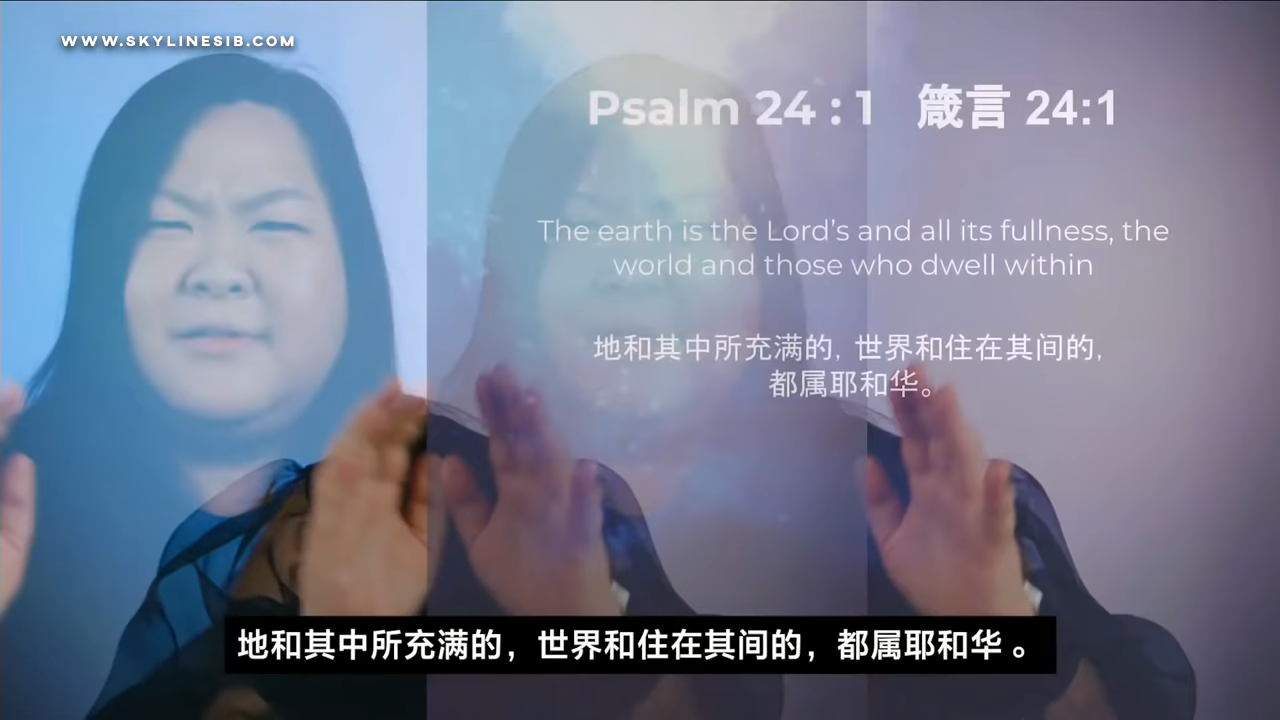 WWW.SKYLINESIB.COM
Psalm 24 : 1 箴言 24:1
The earth is the Lord's and all its fullness, the
world and those who dwell within
地和其中所充满的, 世界和住在其间的,
都属耶和华。
地和其中所充满的，世界和住在其间的，都属耶和华 。